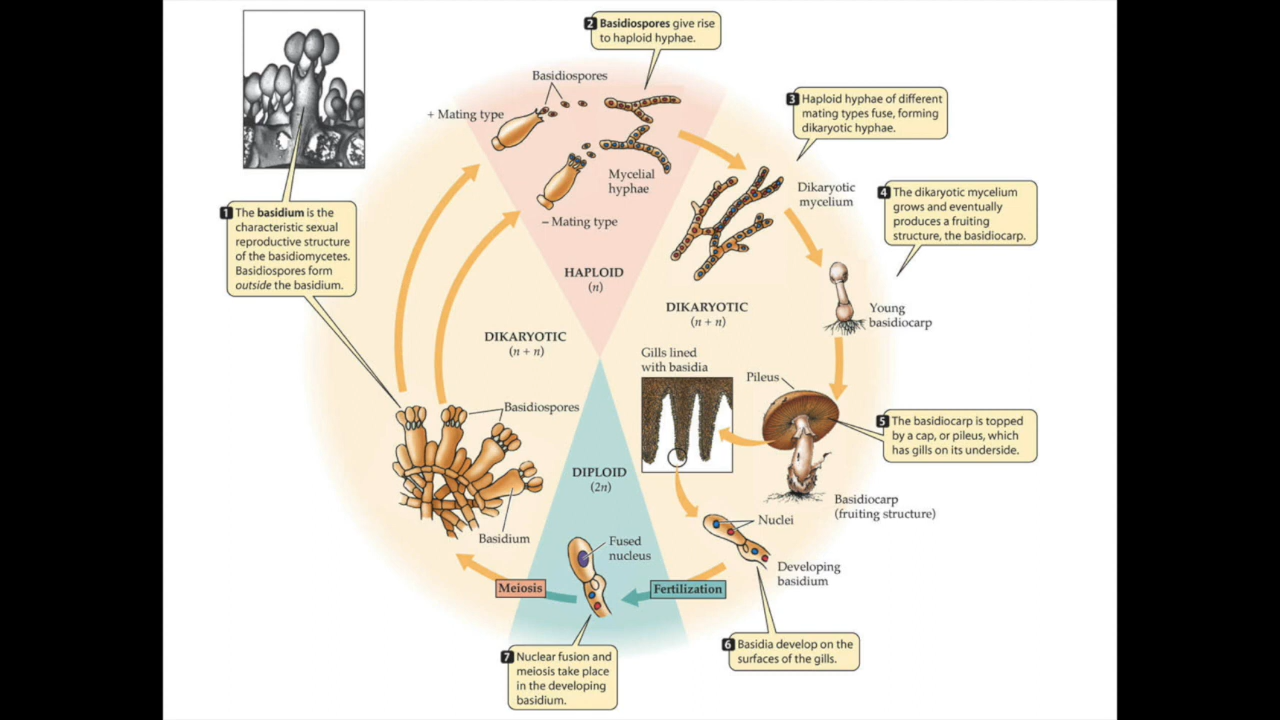 2 Basidiospores give rise
to haploid hyphae.
Basidiospores
+ Mating type
Mycelial
hyphae
– Mating type
HAPLOID
(n)
3 Haploid hyphae of different
mating types fuse, forming
dikaryotic hyphae.
Dikaryotic
mycelium
4 The dikaryotic mycelium
grows and eventually
produces a fruiting
structure, the basidiocarp.
1 The basidium is the
characteristic sexual
reproductive structure
of the basidiomycetes.
Basidiospores form
outside the basidium.
DIKARYOTIC
(n + n)
Young
basidiocarp
DIKARYOTIC
(n + n)
Gills lined
with basidia
Pileus
5 The basidiocarp is topped
by a cap, or pileus, which
has gills on its underside.
Basidiospores
DIPLOID
(2n)
Basidiocarp
(fruiting structure)
Nuclei
Basidium
Fused
nucleus
Developing
basidium
Meiosis
Fertilization
6 Basidia develop on the
surfaces of the gills.
7 Nuclear fusion and
meiosis take place
in the developing
basidium.